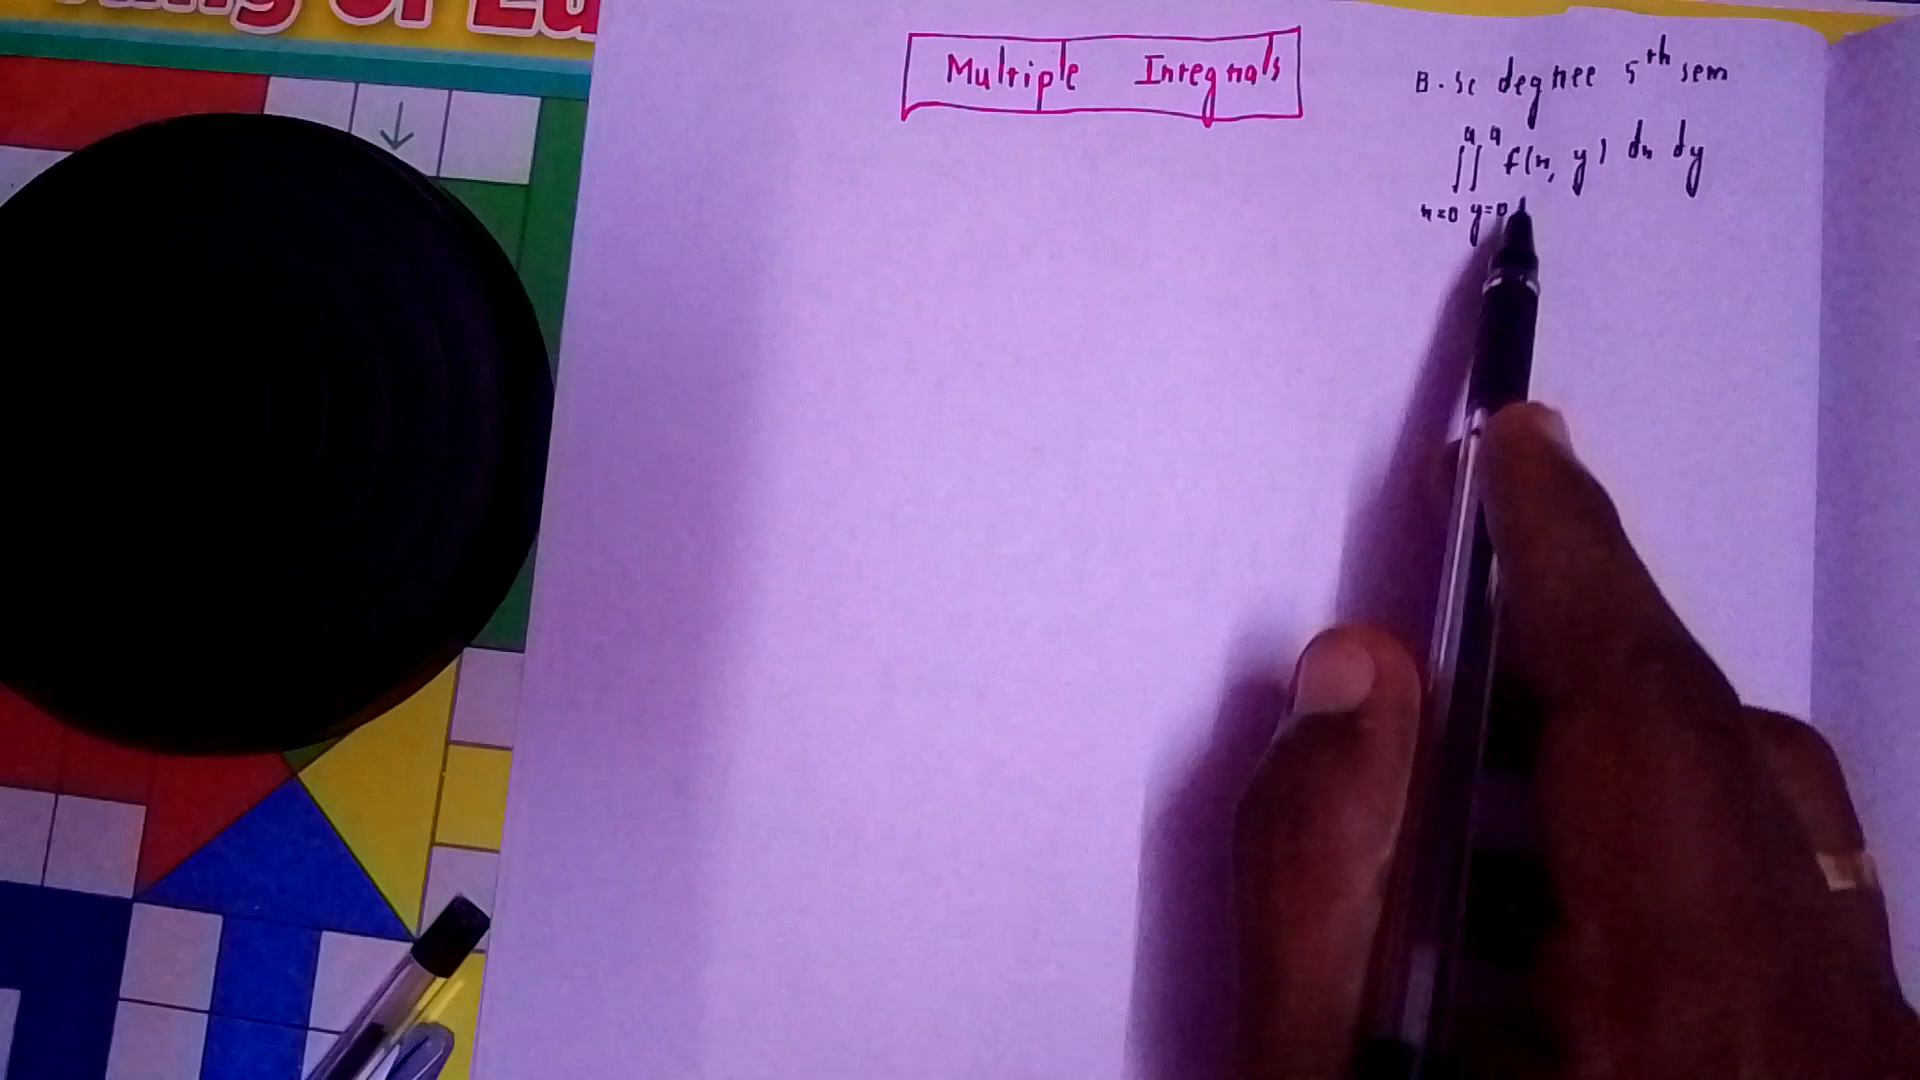 Multiple Integrals
B.Sc degree 5th sem
∫∫ f(x, y) dx dy
x=0 y=0